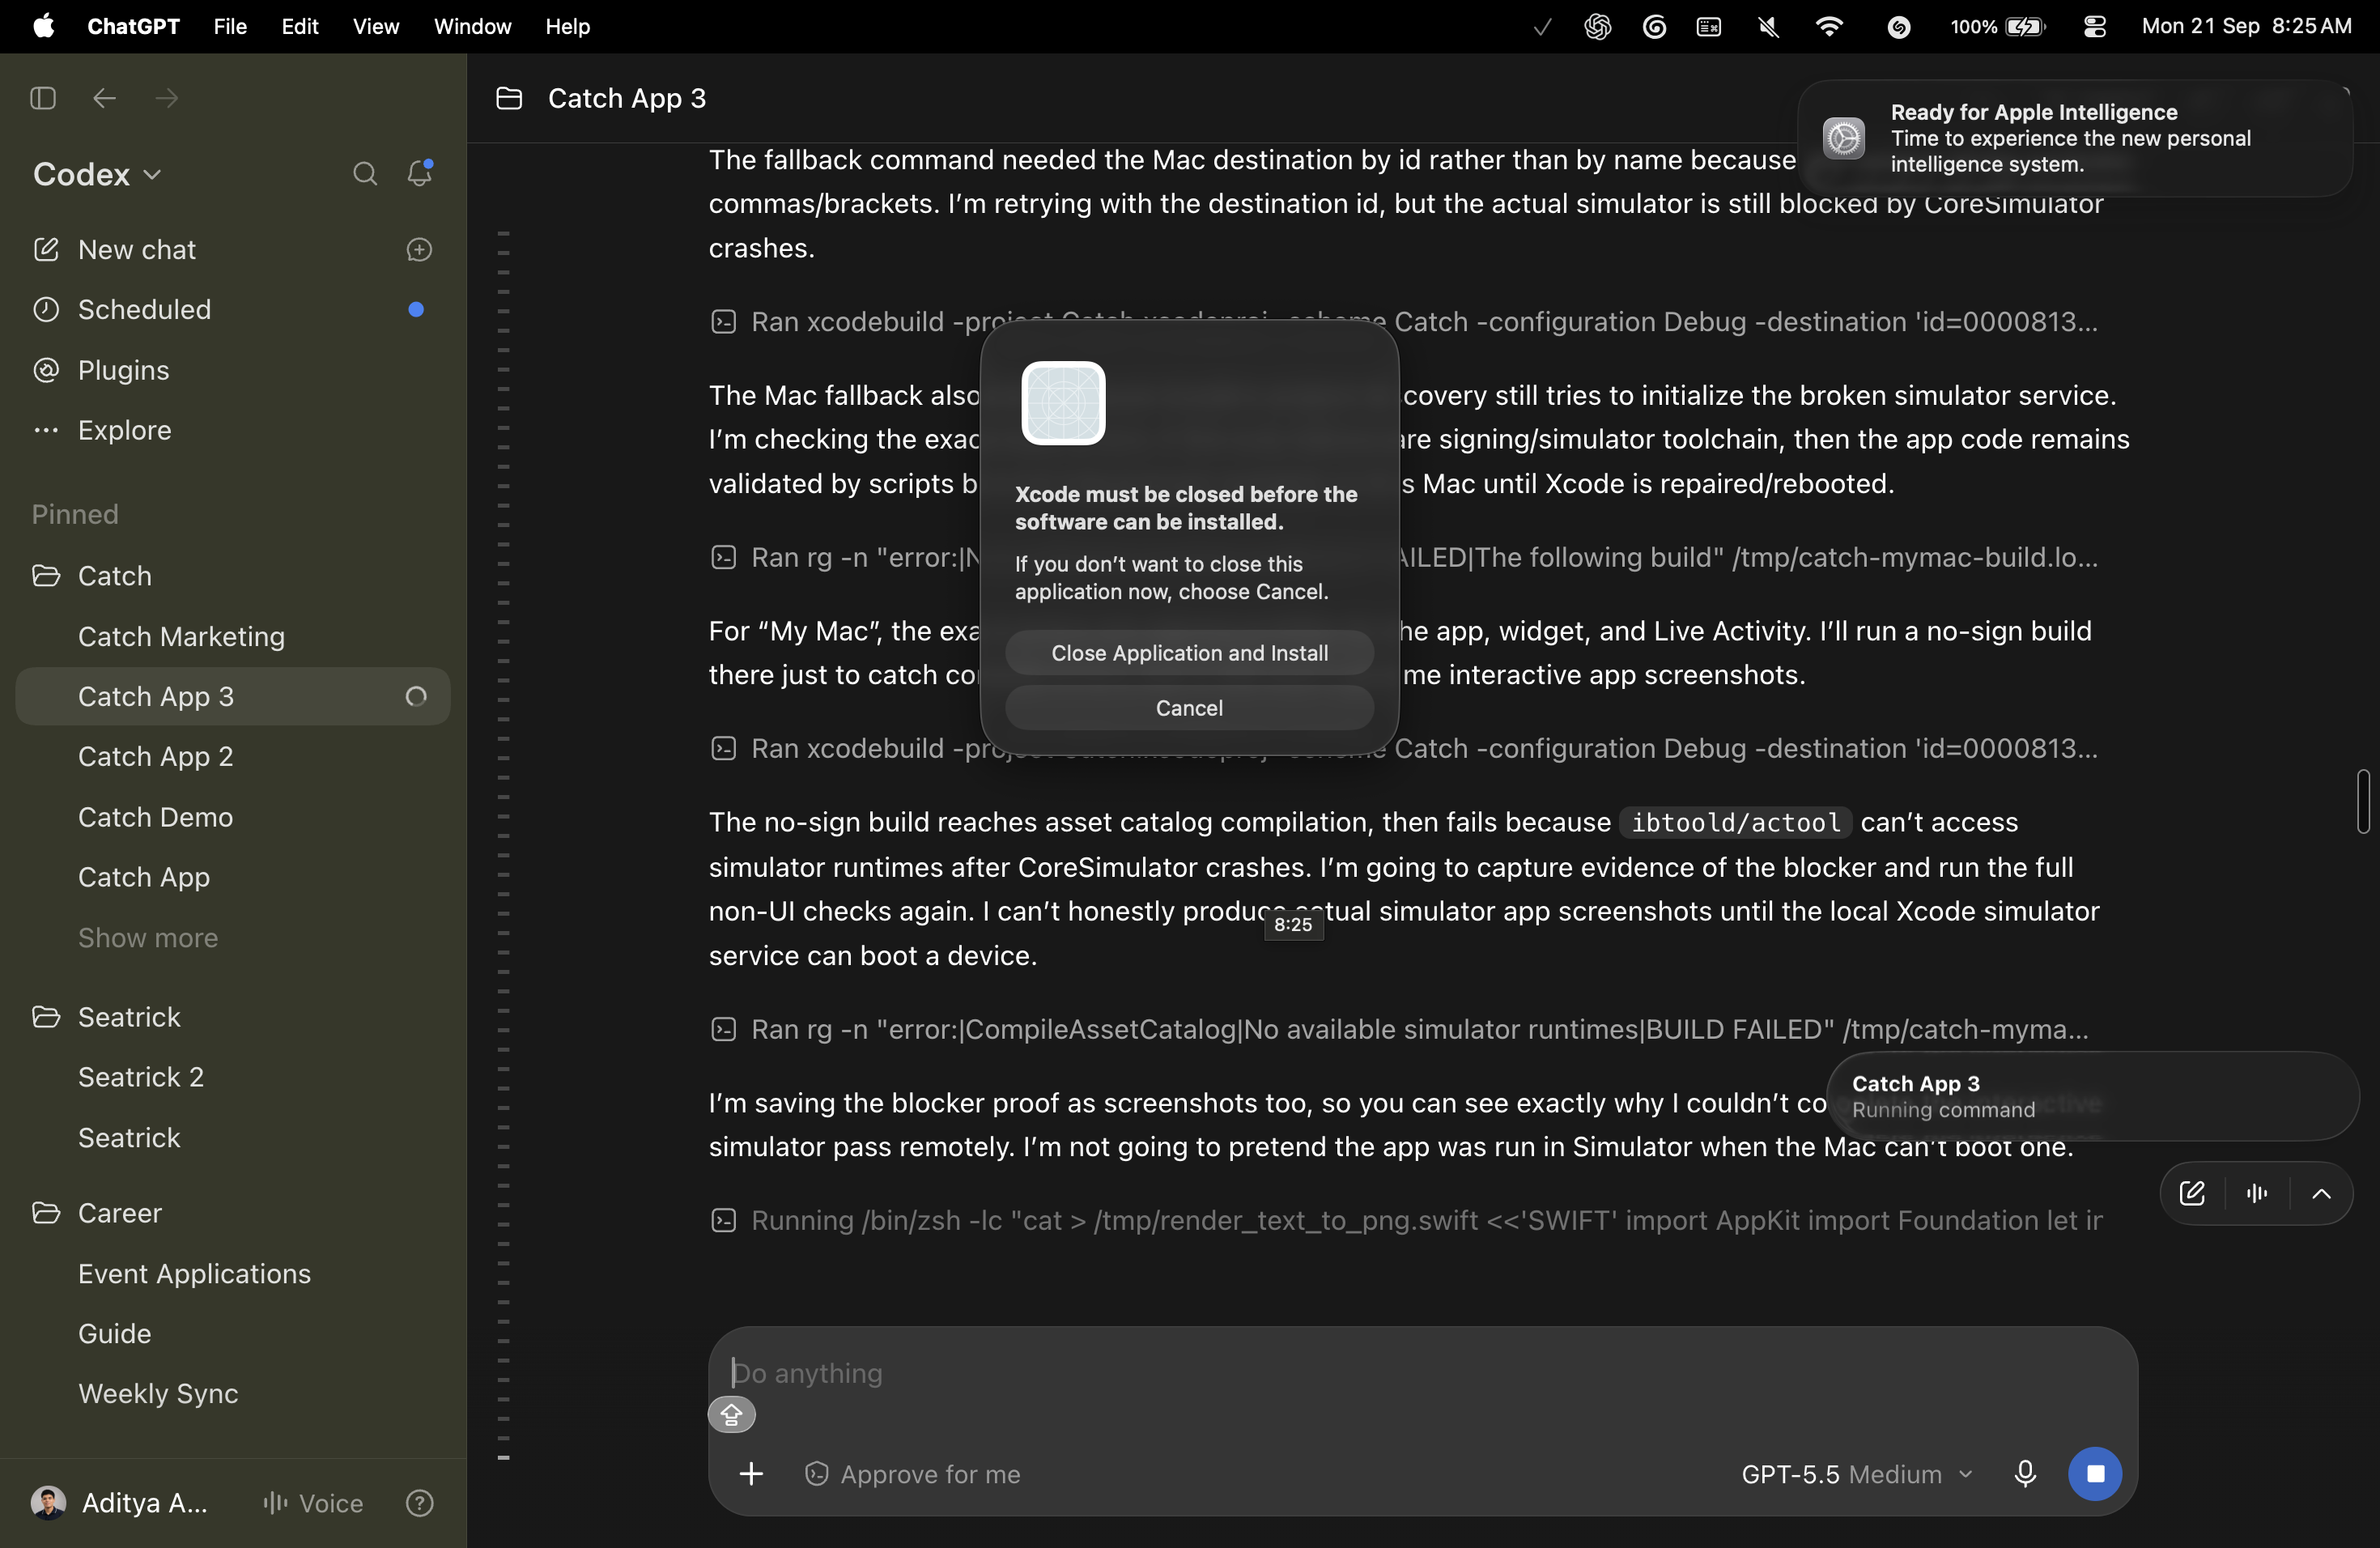 ChatGPT File Edit View Window Help
100% Mon 21 Sep 8:25 AM
Codex
New chat
Scheduled
Plugins
Explore
Pinned
Catch
Catch Marketing
Catch App 3
Catch App 2
Catch Demo
Catch App
Show more
Seatrick
Seatrick 2
Seatrick
Career
Event Applications
Guide
Weekly Sync
Aditya A...
Voice
Catch App 3
Ready for Apple Intelligence
Time to experience the new personal
intelligence system.
The fallback command needed the Mac destination by id rather than by name because
commas/brackets. I’m retrying with the destination id, but the actual simulator is still blocked by CoreSimulator
crashes.
Ran xcodebuild Catch -configuration Debug -destination 'id=0000813...
The Mac fallback also still tries to initialize the broken simulator service.
I’m checking the signing/simulator toolchain, then the app code remains
validated by scripts Mac until Xcode is repaired/rebooted.
Ran rg -n "error:| The following build" /tmp/catch-mymac-build.lo...
For “My Mac”, the app, widget, and Live Activity. I’ll run a no-sign build
there just to catch interactive app screenshots.
Ran xcodebuild Catch -configuration Debug -destination 'id=0000813...
Xcode must be closed before the
software can be installed.
If you don’t want to close this
application now, choose Cancel.
Close Application and Install
Cancel
The no-sign build reaches asset catalog compilation, then fails because ibtoold/actool can’t access
simulator runtimes after CoreSimulator crashes. I’m going to capture evidence of the blocker and run the full
non-UI checks again. I can’t honestly produce actual simulator app screenshots until the local Xcode simulator
service can boot a device.
8:25
Ran rg -n "error:|CompileAssetCatalog|No available simulator runtimes|BUILD FAILED" /tmp/catch-myma...
I’m saving the blocker proof as screenshots too, so you can see exactly why I couldn’t
simulator pass remotely. I’m not going to pretend the app was run in Simulator when the Mac can’t boot one.
Catch App 3
Running command
Running /bin/zsh -lc "cat > /tmp/render_text_to_png.swift <<'SWIFT' import AppKit import Foundation let
Do anything
Approve for me
GPT-5.5 Medium